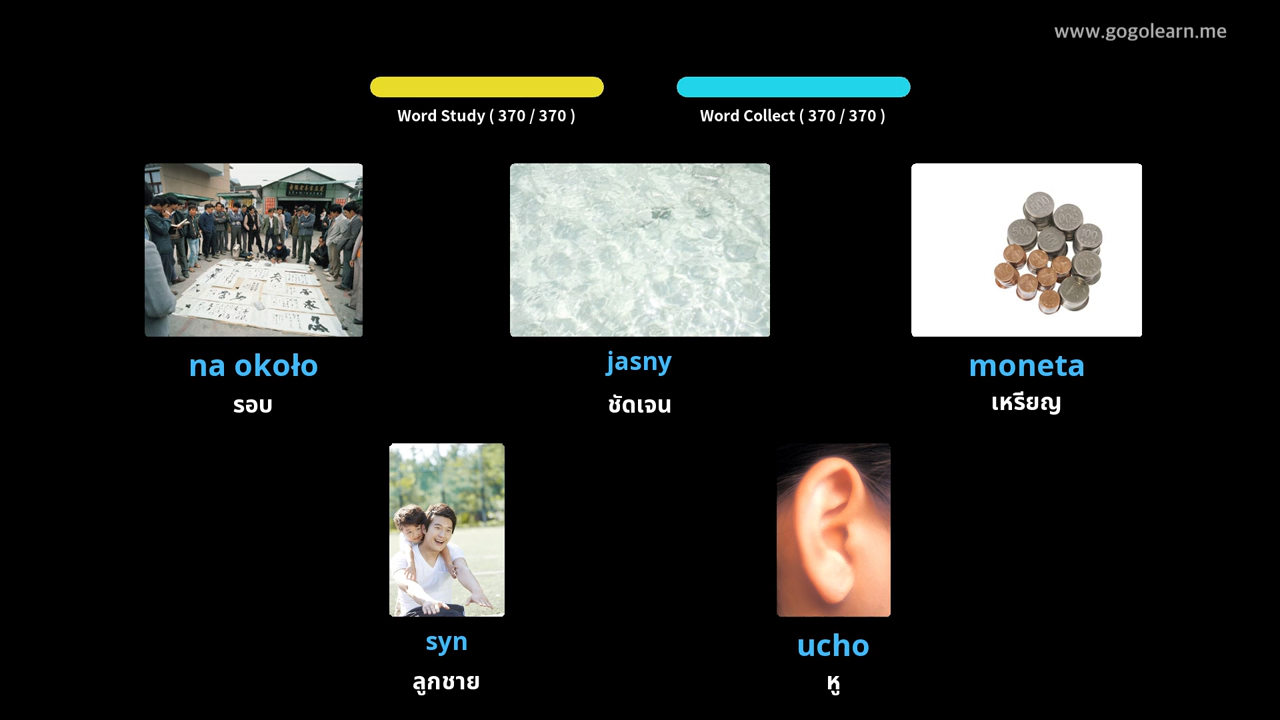 www.gogolearn.me
Word Study ( 370 / 370 )
Word Collect ( 370 / 370 )
na około
jasny
moneta
รอบ
ชัดเจน
เหรียญ
syn
ucho
ลูกชาย
หู